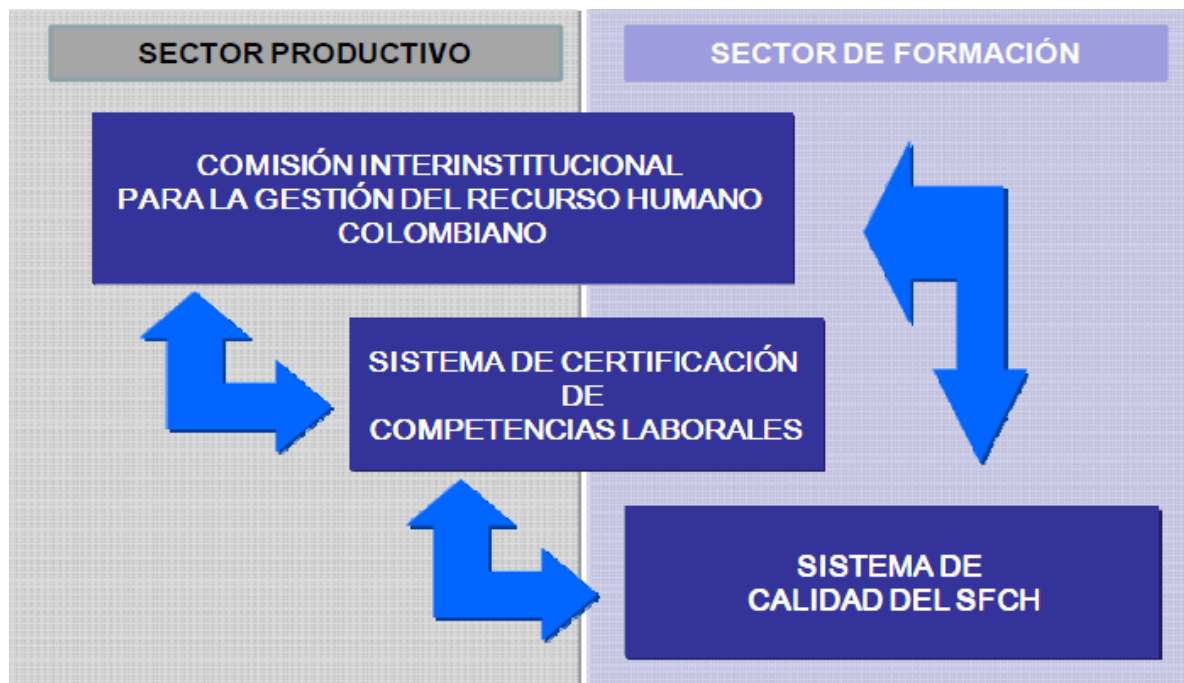 SECTOR PRODUCTIVO
SECTOR DE FORMACIÓN
COMISIÓN INTERINSTITUCIONAL
PARA LA GESTIÓN DEL RECURSO HUMANO
COLOMBIANO
SISTEMA DE CERTIFICACIÓN
DE
COMPETENCIAS LABORALES
SISTEMA DE
CALIDAD DEL SFCH